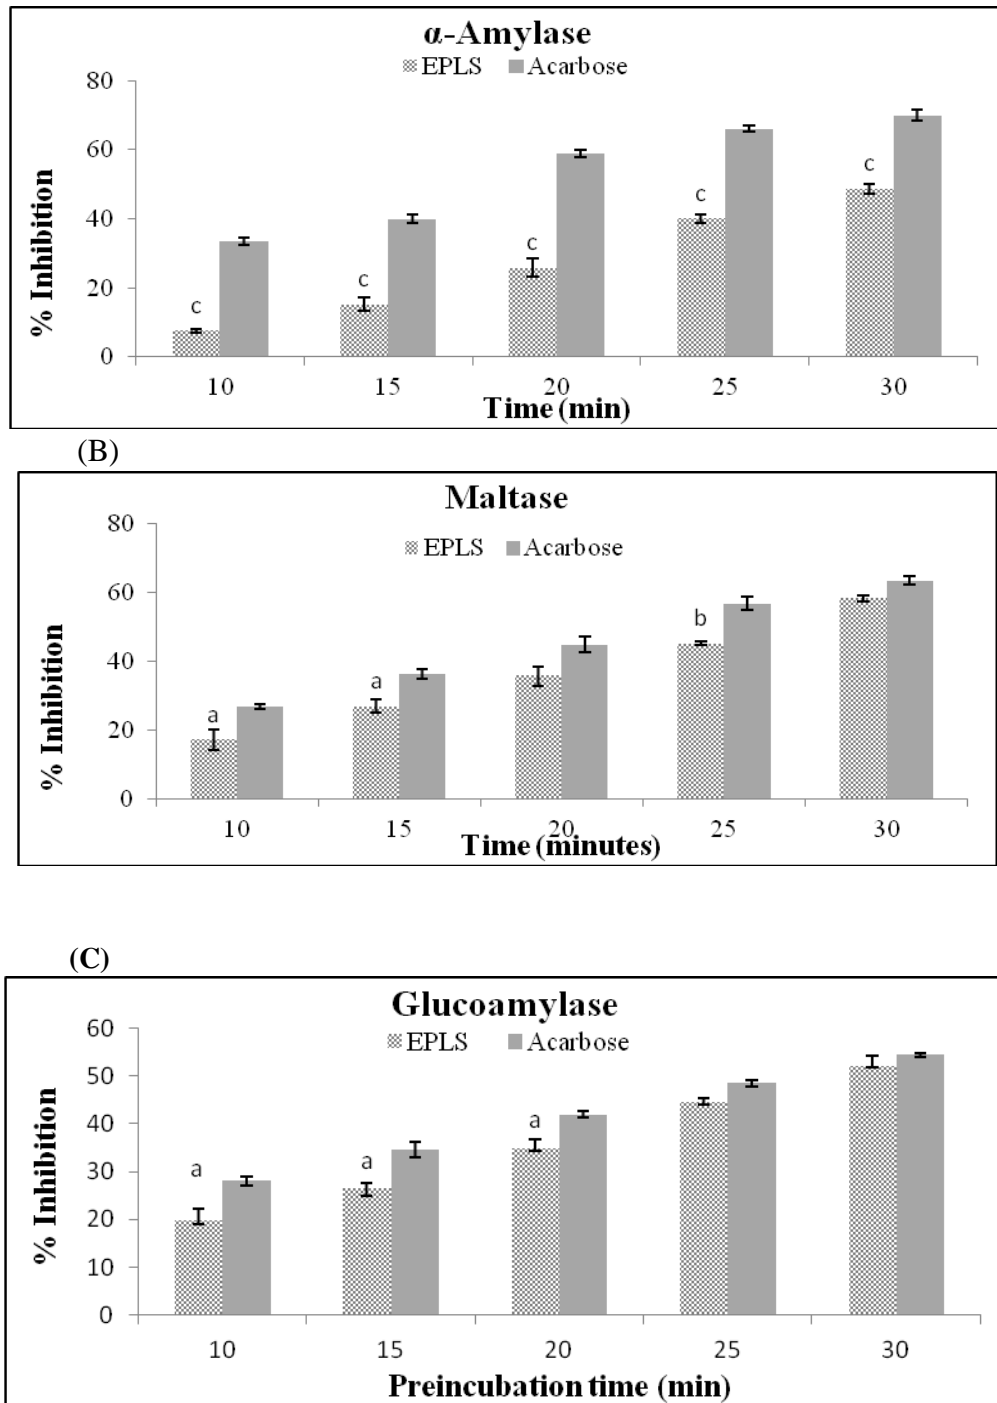 α-Amylase
EPLS Acarbose
80
60
40
20
0
% Inhibition
c c c c c
10 15 20 25 30
Time (min)
(B)
Maltase
80
EPLS Acarbose
60
40
20
0
% Inhibition
a a b
10 15 20 25 30
Time (minutes)
(C)
Glucoamylase
60
EPLS Acarbose
50
40
30
20
10
0
% Inhibition
a a a
10 15 20 25 30
Preincubation time (min)